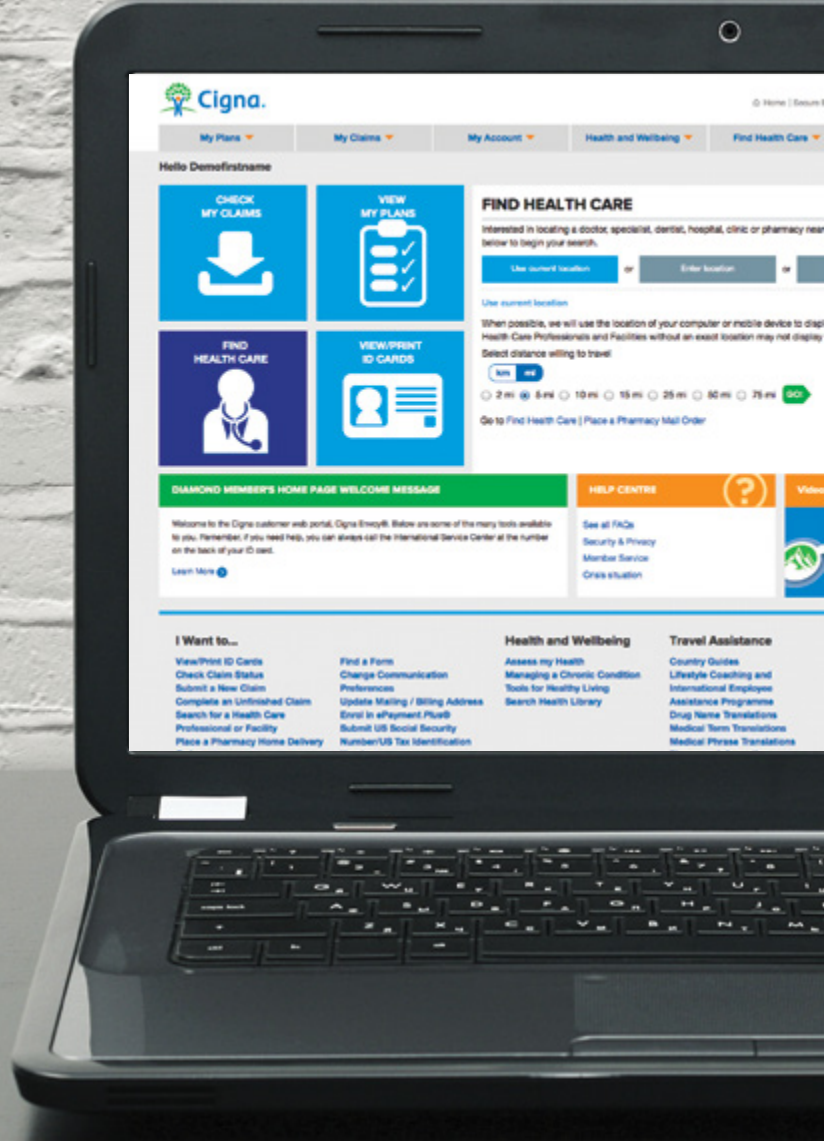 Cigna.
Home | Secure
My Plans
My Claims
My Account
Health and Wellbeing
Find Health Care
Hello Demofirstname
CHECK
MY CLAIMS
VIEW
MY PLANS
FIND
HEALTH CARE
VIEW/PRINT
ID CARDS
FIND HEALTH CARE
Interested in locating a doctor, specialist, dentist, hospital, clinic or pharmacy near
below to begin your search.
Use current location
or
Enter location
or
Use current location
When possible, we will use the location of your computer or mobile device to displ
Health Care Professionals and Facilities without an exact location may not display
Select distance willing to travel
km mi
2 mi 5 mi 10 mi 15 mi 25 mi 50 mi 75 mi GO!
Go to Find Health Care | Place a Pharmacy Mail Order
DIAMOND MEMBER'S HOME PAGE WELCOME MESSAGE
Welcome to the Cigna customer web portal, Cigna Envoy®. Below are some of the many tools available
to you. Remember, if you need help, you can always call the International Service Center at the number
on the back of your ID card.
Learn More
HELP CENTRE
?
See all FAQs
Security & Privacy
Member Service
Crisis situation
Video
I Want to...
View/Print ID Cards
Check Claim Status
Submit a New Claim
Complete an Unfinished Claim
Search for a Health Care
Professional or Facility
Place a Pharmacy Home Delivery
Find a Form
Change Communication
Preferences
Update Mailing / Billing Address
Enrol in ePayment Plus®
Submit US Social Security
Number/US Tax Identification
Health and Wellbeing
Assess my Health
Managing a Chronic Condition
Tools for Healthy Living
Search Health Library
Travel Assistance
Country Guides
Lifestyle Coaching and
International Employee
Assistance Programme
Drug Name Translations
Medical Term Translations
Medical Phrase Translations
caps lock